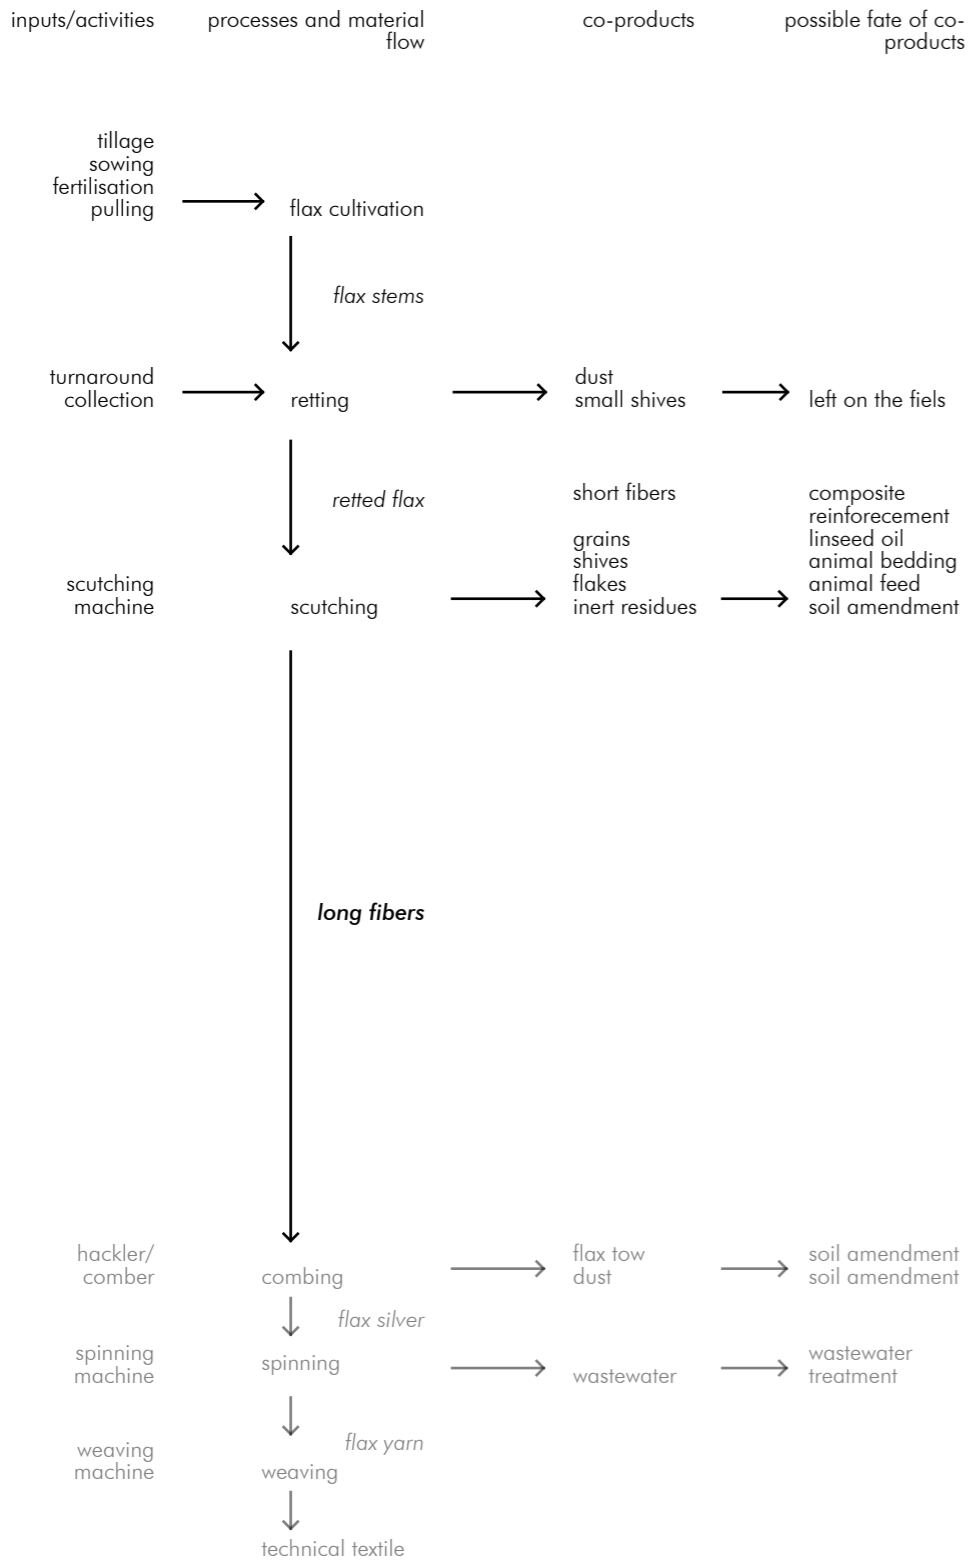 inputs/activities
processes and material
flow
co-products
possible fate of co-
products
tillage
sowing
fertilisation
pulling
flax cultivation
flax stems
turnaround
collection
retting
dust
small shives
left on the fiels
retted flax
short fibers
grains
shives
flakes
inert residues
composite
reinforecement
linseed oil
animal bedding
animal feed
soil amendment
scutching
machine
scutching
long fibers
hackler/
comber
combing
flax tow
dust
soil amendment
soil amendment
flax silver
spinning
machine
spinning
wastewater
wastewater
treatment
flax yarn
weaving
machine
weaving
technical textile